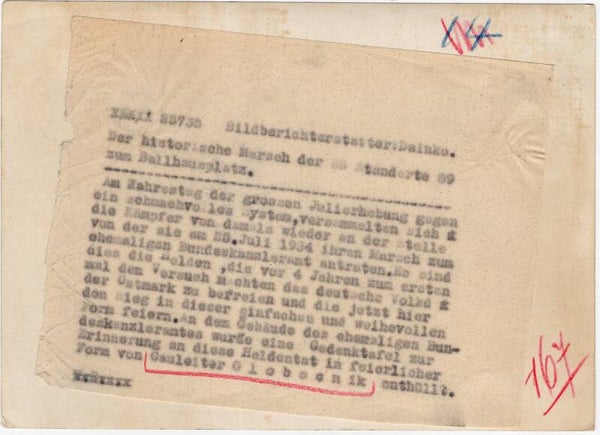 25735 Bildberichterstatter:Dainko.
Der historische Marsch der SS Standarte 89
zum Ballhausplatz.
Am Jahrestag der grossen Julierhebung gegen
ein schmachvolles System,versammelten sich
die Kämpfer von damals wieder an der Stelle
von der sie am 25.Juli 1934 ihren Marsch zum
ehemaligen Bundeskanzleramt antraten.Es sind
dies die Helden ,die vor 4 Jahren zum ersten
mal den Versuch machten das deutsche Volk
der Ostmark zu befreien und die jetzt hier
den Sieg in dieser einfachen und weihevollen
Form feiern.An dem Gebäude des ehemaligen Bun-
deskanzleramtes wurde eine Gedenktafel zur
Erinnerung an diese Heldentat in feierlicher
Form von Gauleiter G l o b o c n i k enthüllt.
167